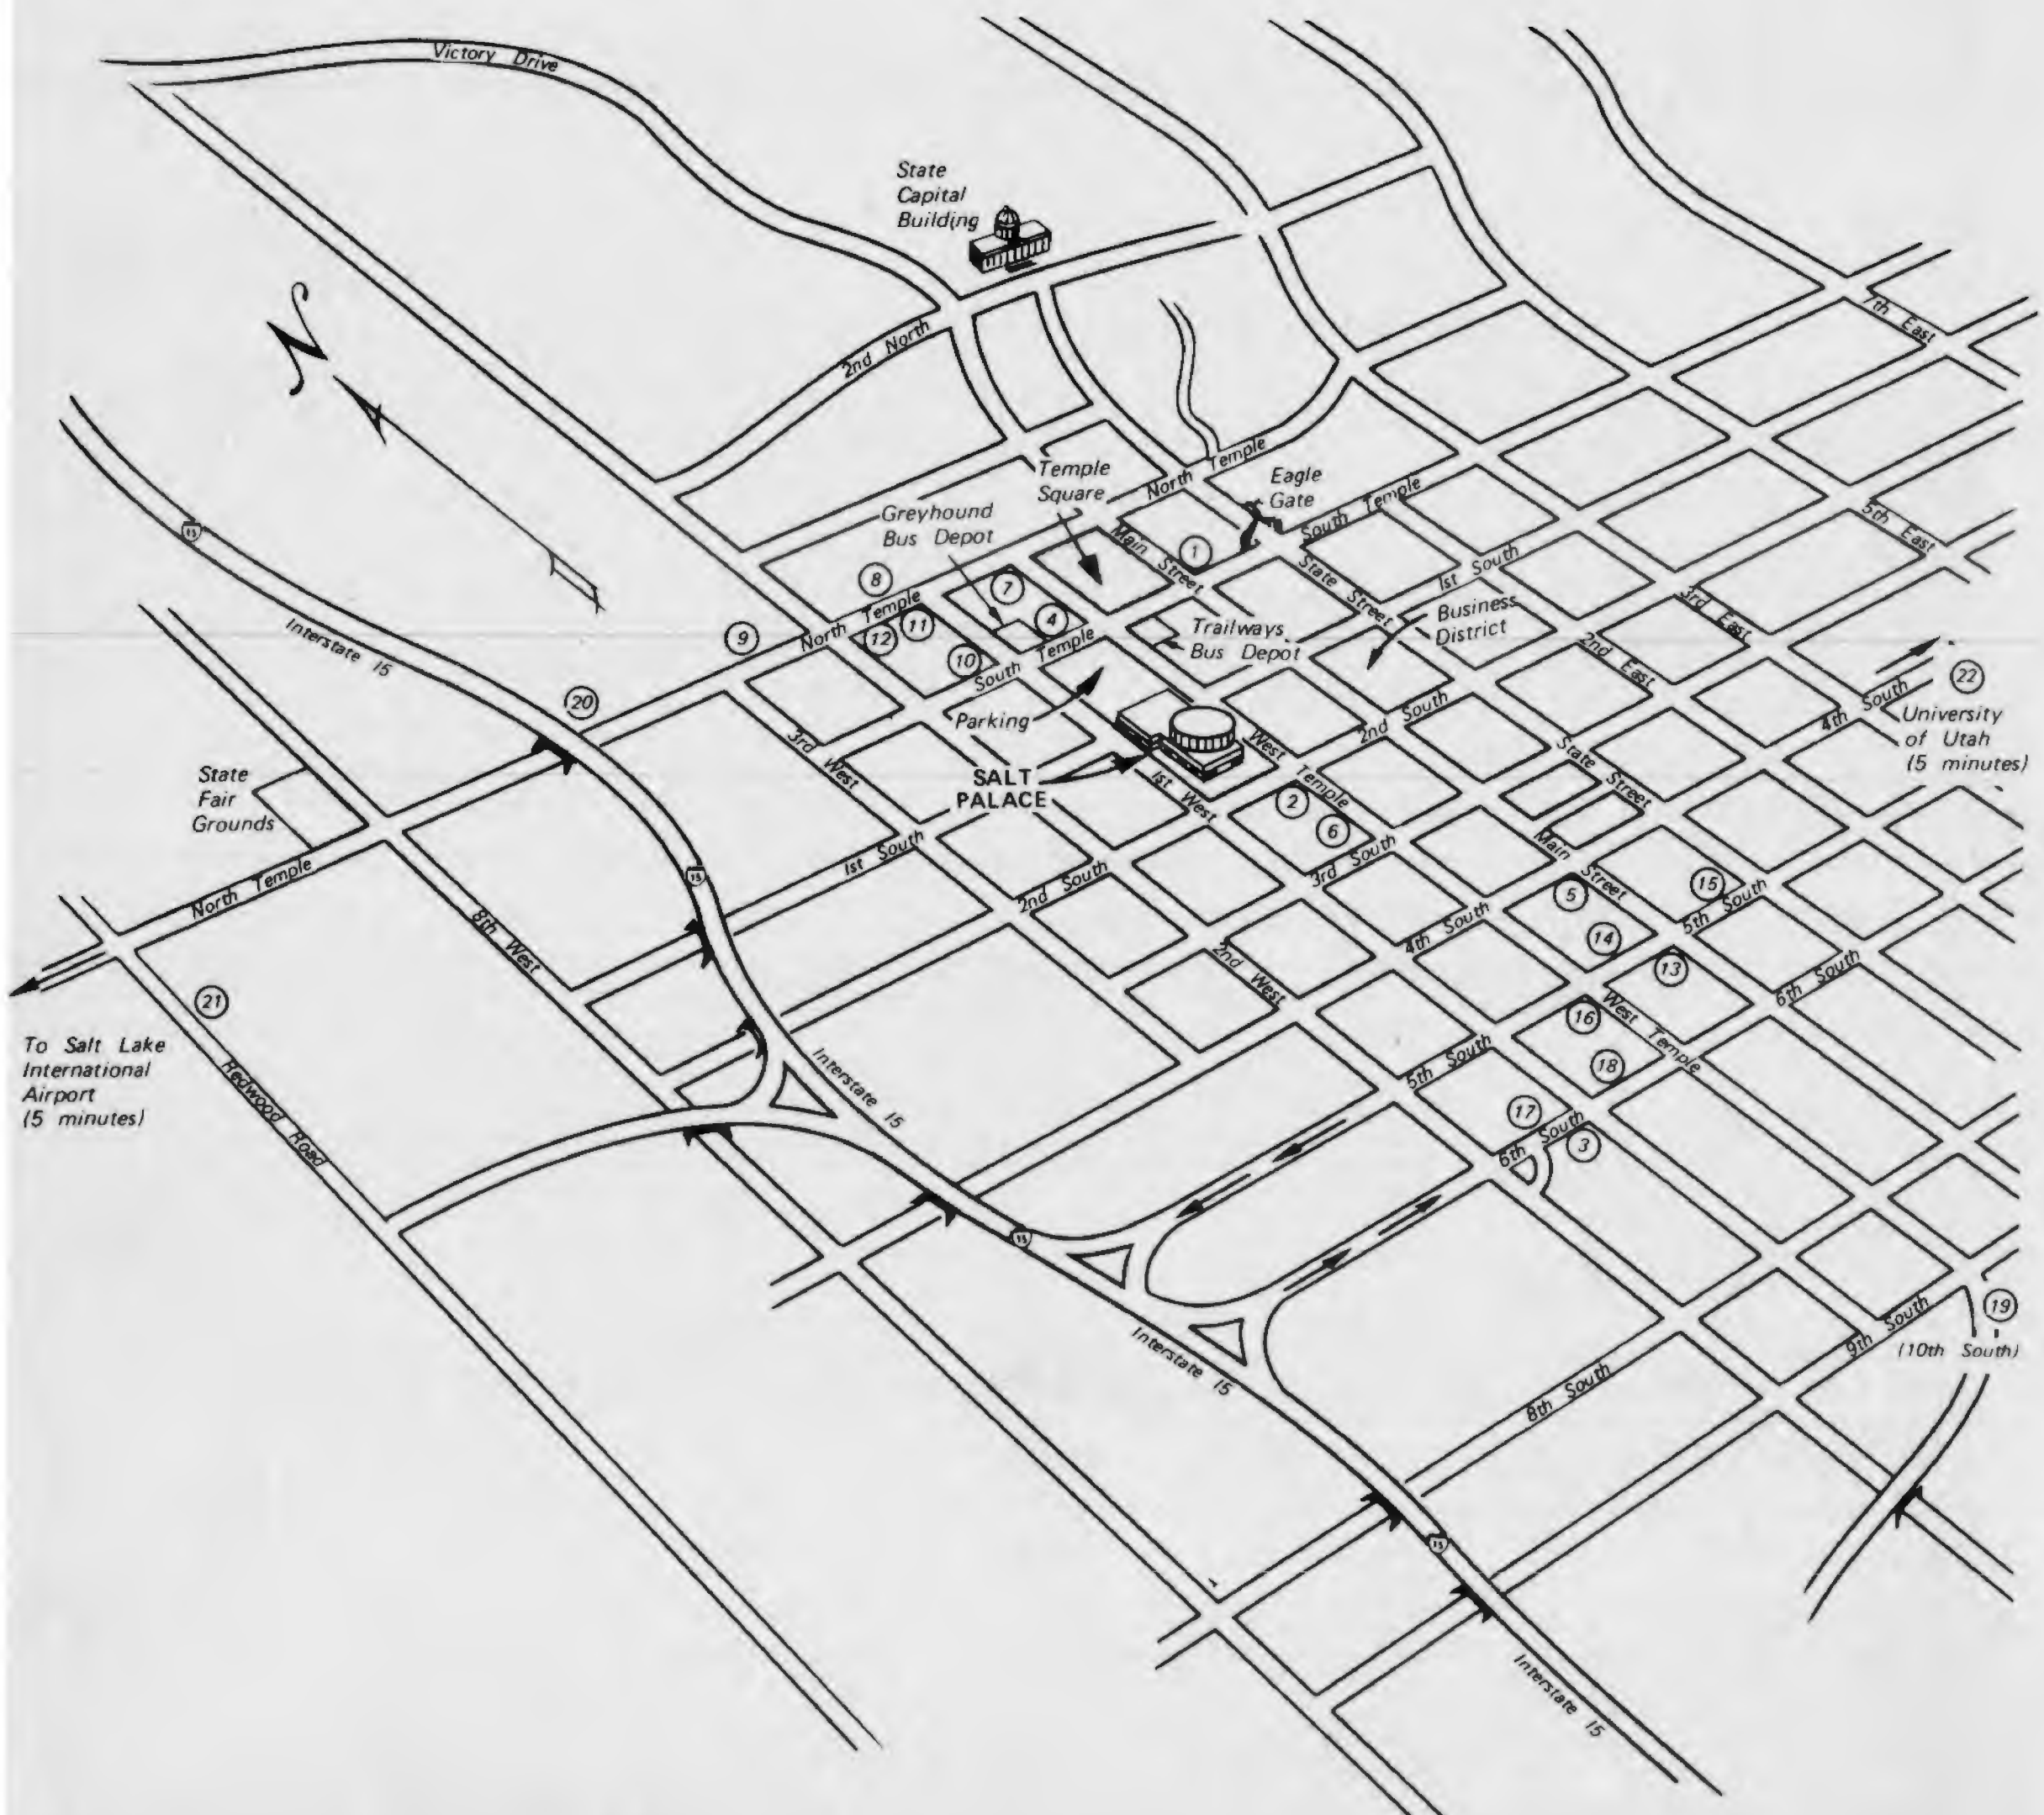 Victory Drive
State
Capital
Building
2nd North
7th East
Temple
Square
North Temple
Eagle
Gate
South Temple
Greyhound
Bus Depot
5th East
15
Main Street
1
State Street
1st South
8
7
Business
District
3rd East
4
Trailways
Bus Depot
2nd East
Interstate 15
9
North Temple
12
11
10
South Temple
22
University
of Utah
(5 minutes)
4th South
20
Parking
2nd South
3rd West
West Temple
State Street
SALT
PALACE
1st West
State
Fair
Grounds
2
6
1st South
3rd South
Main Street
15
North Temple
15
2nd South
5
5th South
8th West
4th South
14
2nd West
13
6th South
21
16
West Temple
To Salt Lake
International
Airport
(5 minutes)
Interstate 15
5th South
18
Redwood Road
17
6th South
3
15
19
(10th South)
9th South
Interstate 15
8th South
15
Interstate 15